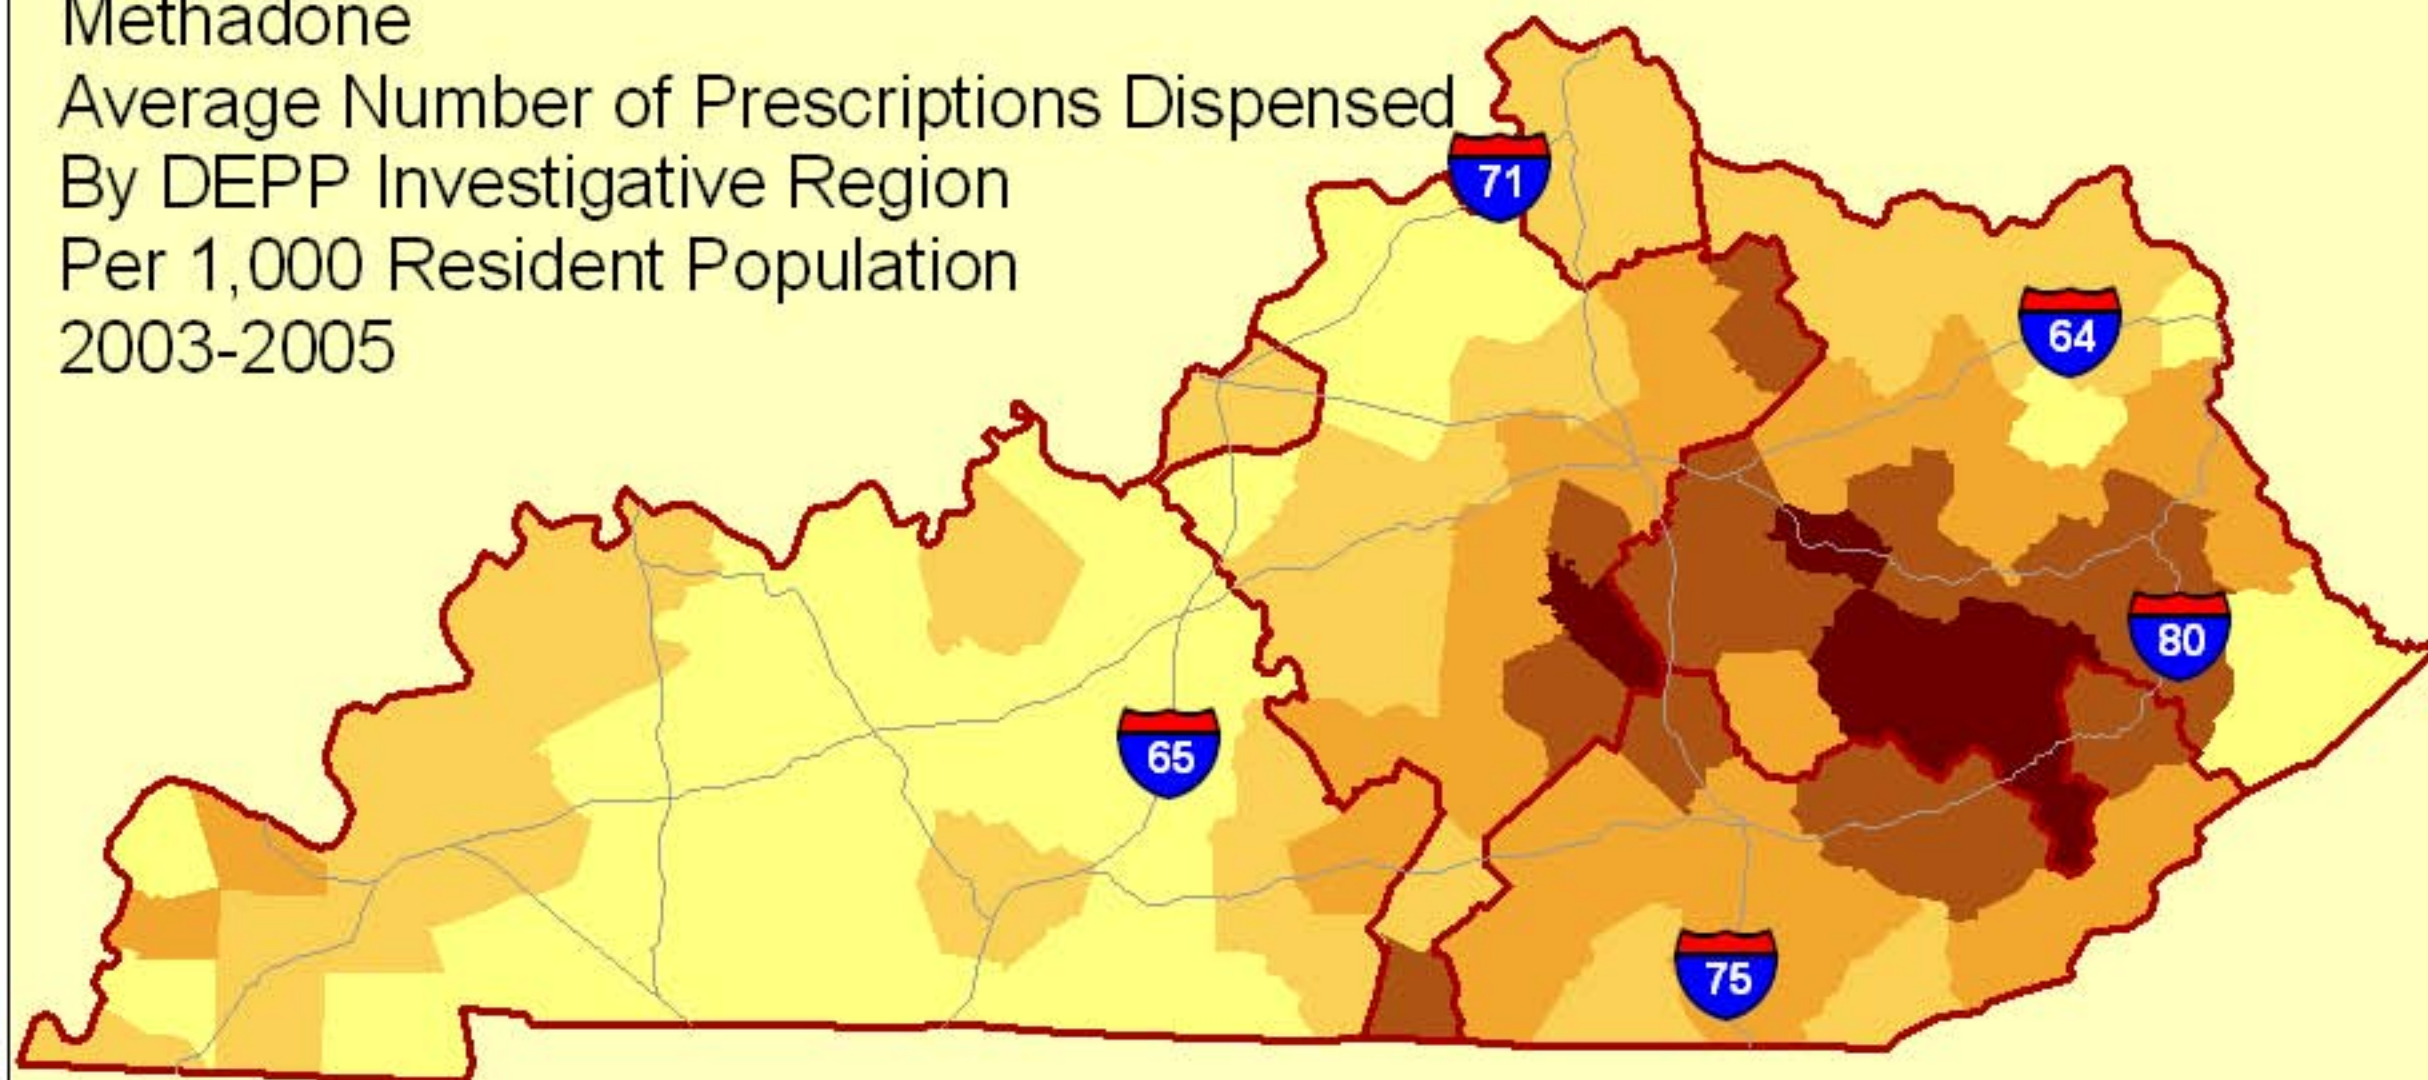 Methadone
Average Number of Prescriptions Dispensed
By DEPP Investigative Region
Per 1,000 Resident Population
2003-2005
71
64
80
65
75